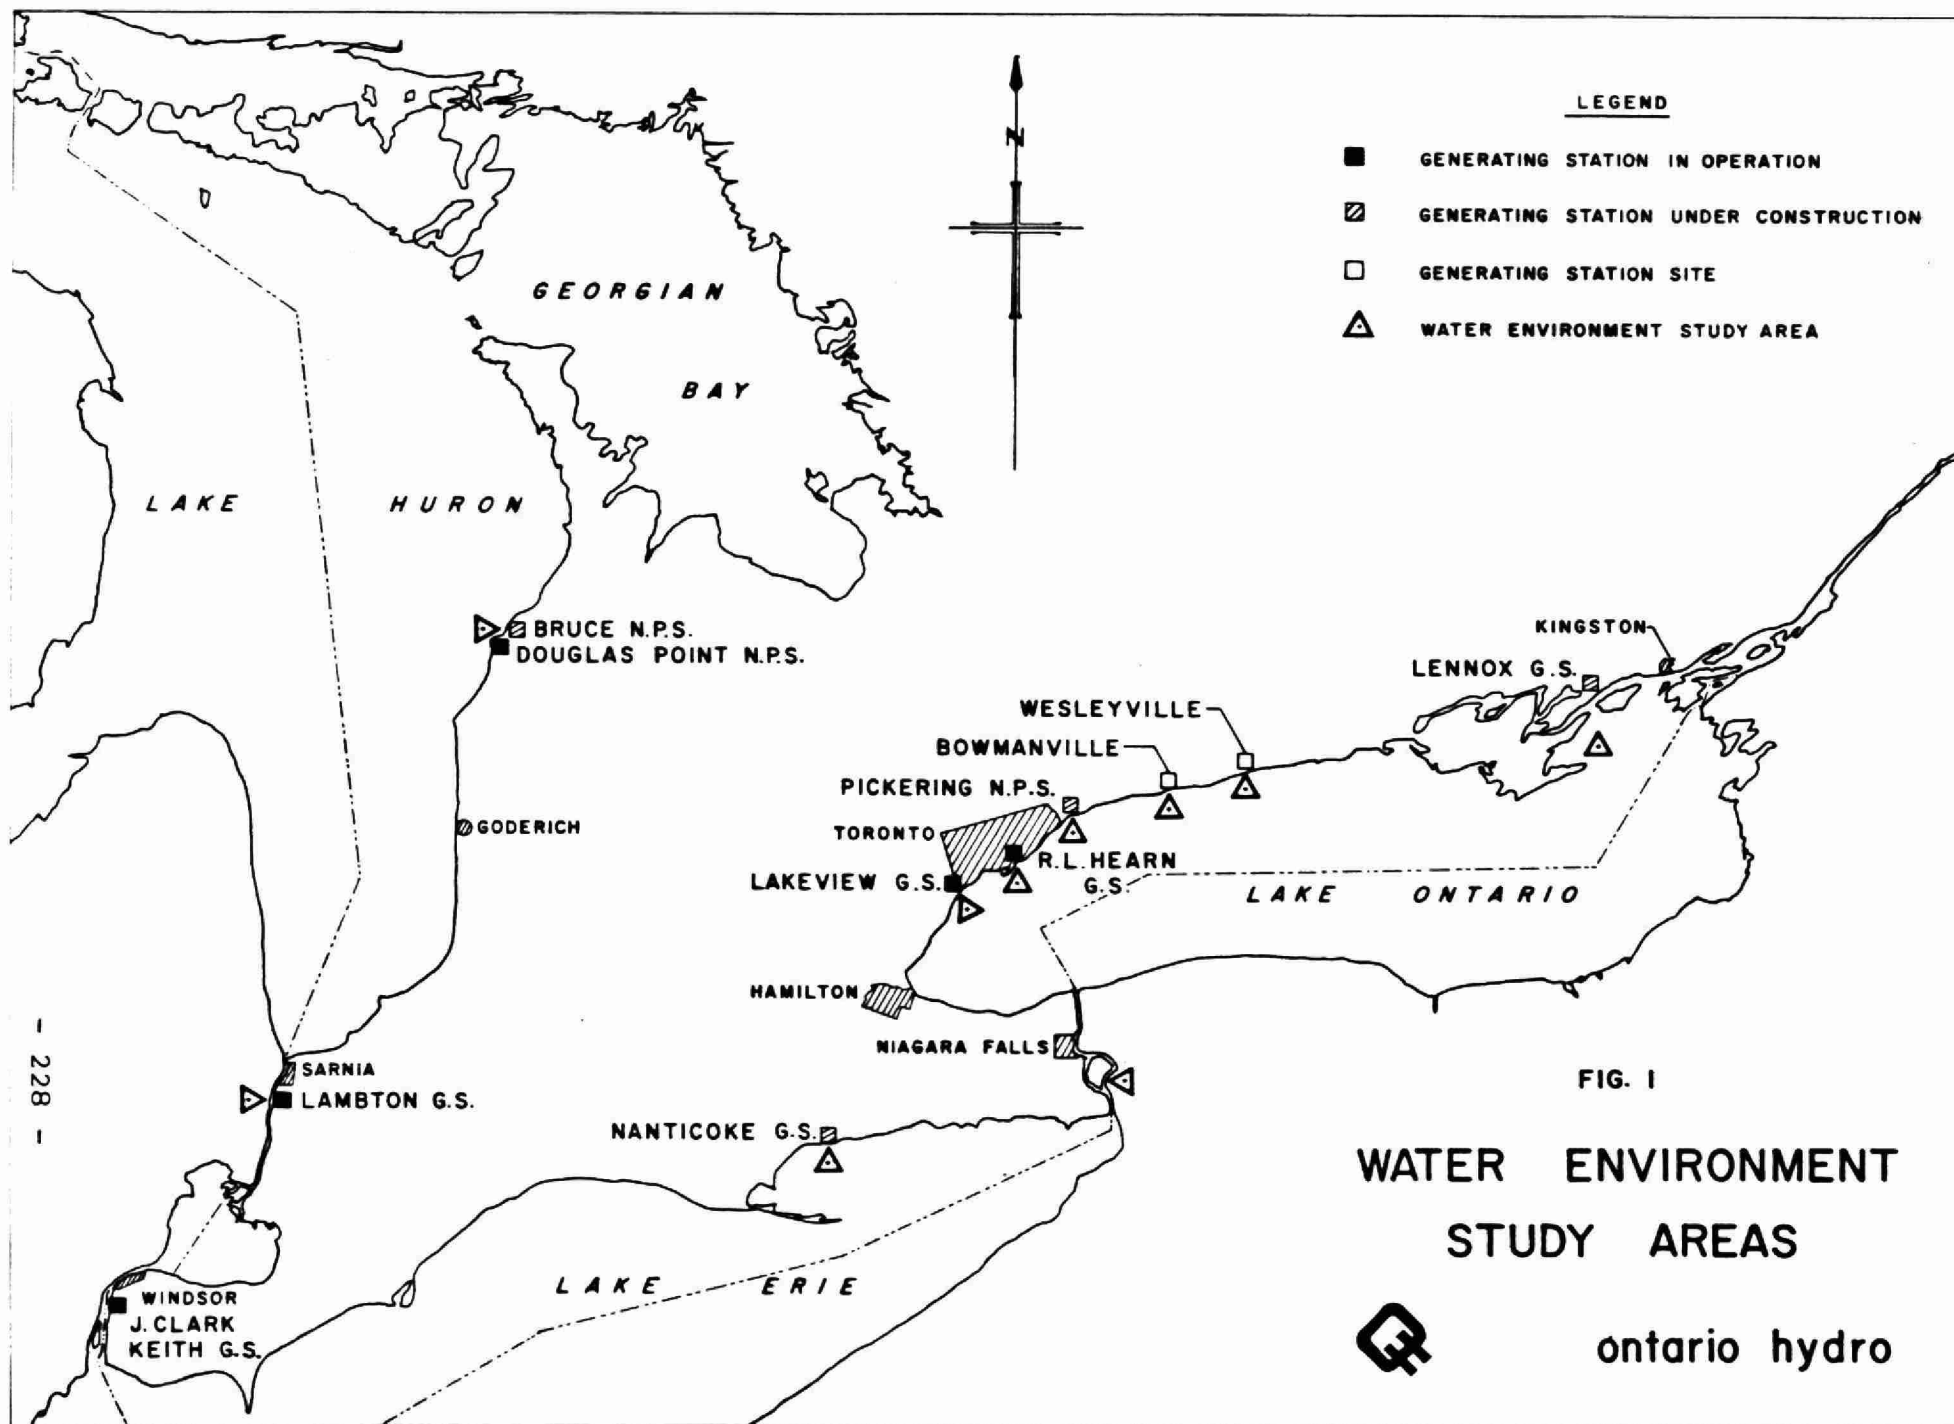 LEGEND
GENERATING STATION IN OPERATION
GENERATING STATION UNDER CONSTRUCTION
GENERATING STATION SITE
WATER ENVIRONMENT STUDY AREA
N
GEORGIAN
BAY
LAKE HURON
BRUCE N.P.S.
DOUGLAS POINT N.P.S.
KINGSTON
LENNOX G.S.
WESLEYVILLE
BOWMANVILLE
PICKERING N.P.S.
TORONTO
GODERICH
R.L. HEARN
G.S.
LAKEVIEW G.S.
LAKE ONTARIO
HAMILTON
NIAGARA FALLS
SARNIA
LAMBTON G.S.
NANTICOKE G.S.
LAKE ERIE
WINDSOR
J. CLARK
KEITH G.S.
- 228 -
FIG. 1
WATER ENVIRONMENT
STUDY AREAS
ontario hydro